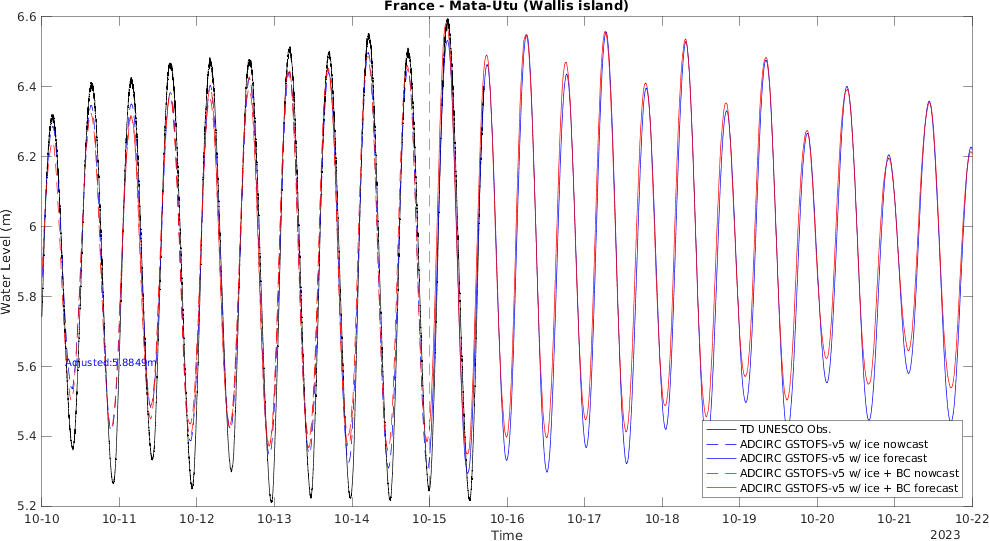 France - Mata-Utu (Wallis island)
6.6
6.4
6.2
6
5.8
5.6
5.4
5.2
Water Level (m)
Adjusted:5.8849m
TD UNESCO Obs.
ADCIRC GSTOFS-v5 w/ ice nowcast
ADCIRC GSTOFS-v5 w/ ice forecast
ADCIRC GSTOFS-v5 w/ ice + BC nowcast
ADCIRC GSTOFS-v5 w/ ice + BC forecast
10-10 10-11 10-12 10-13 10-14 10-15 10-16 10-17 10-18 10-19 10-20 10-21 10-22
Time
2023